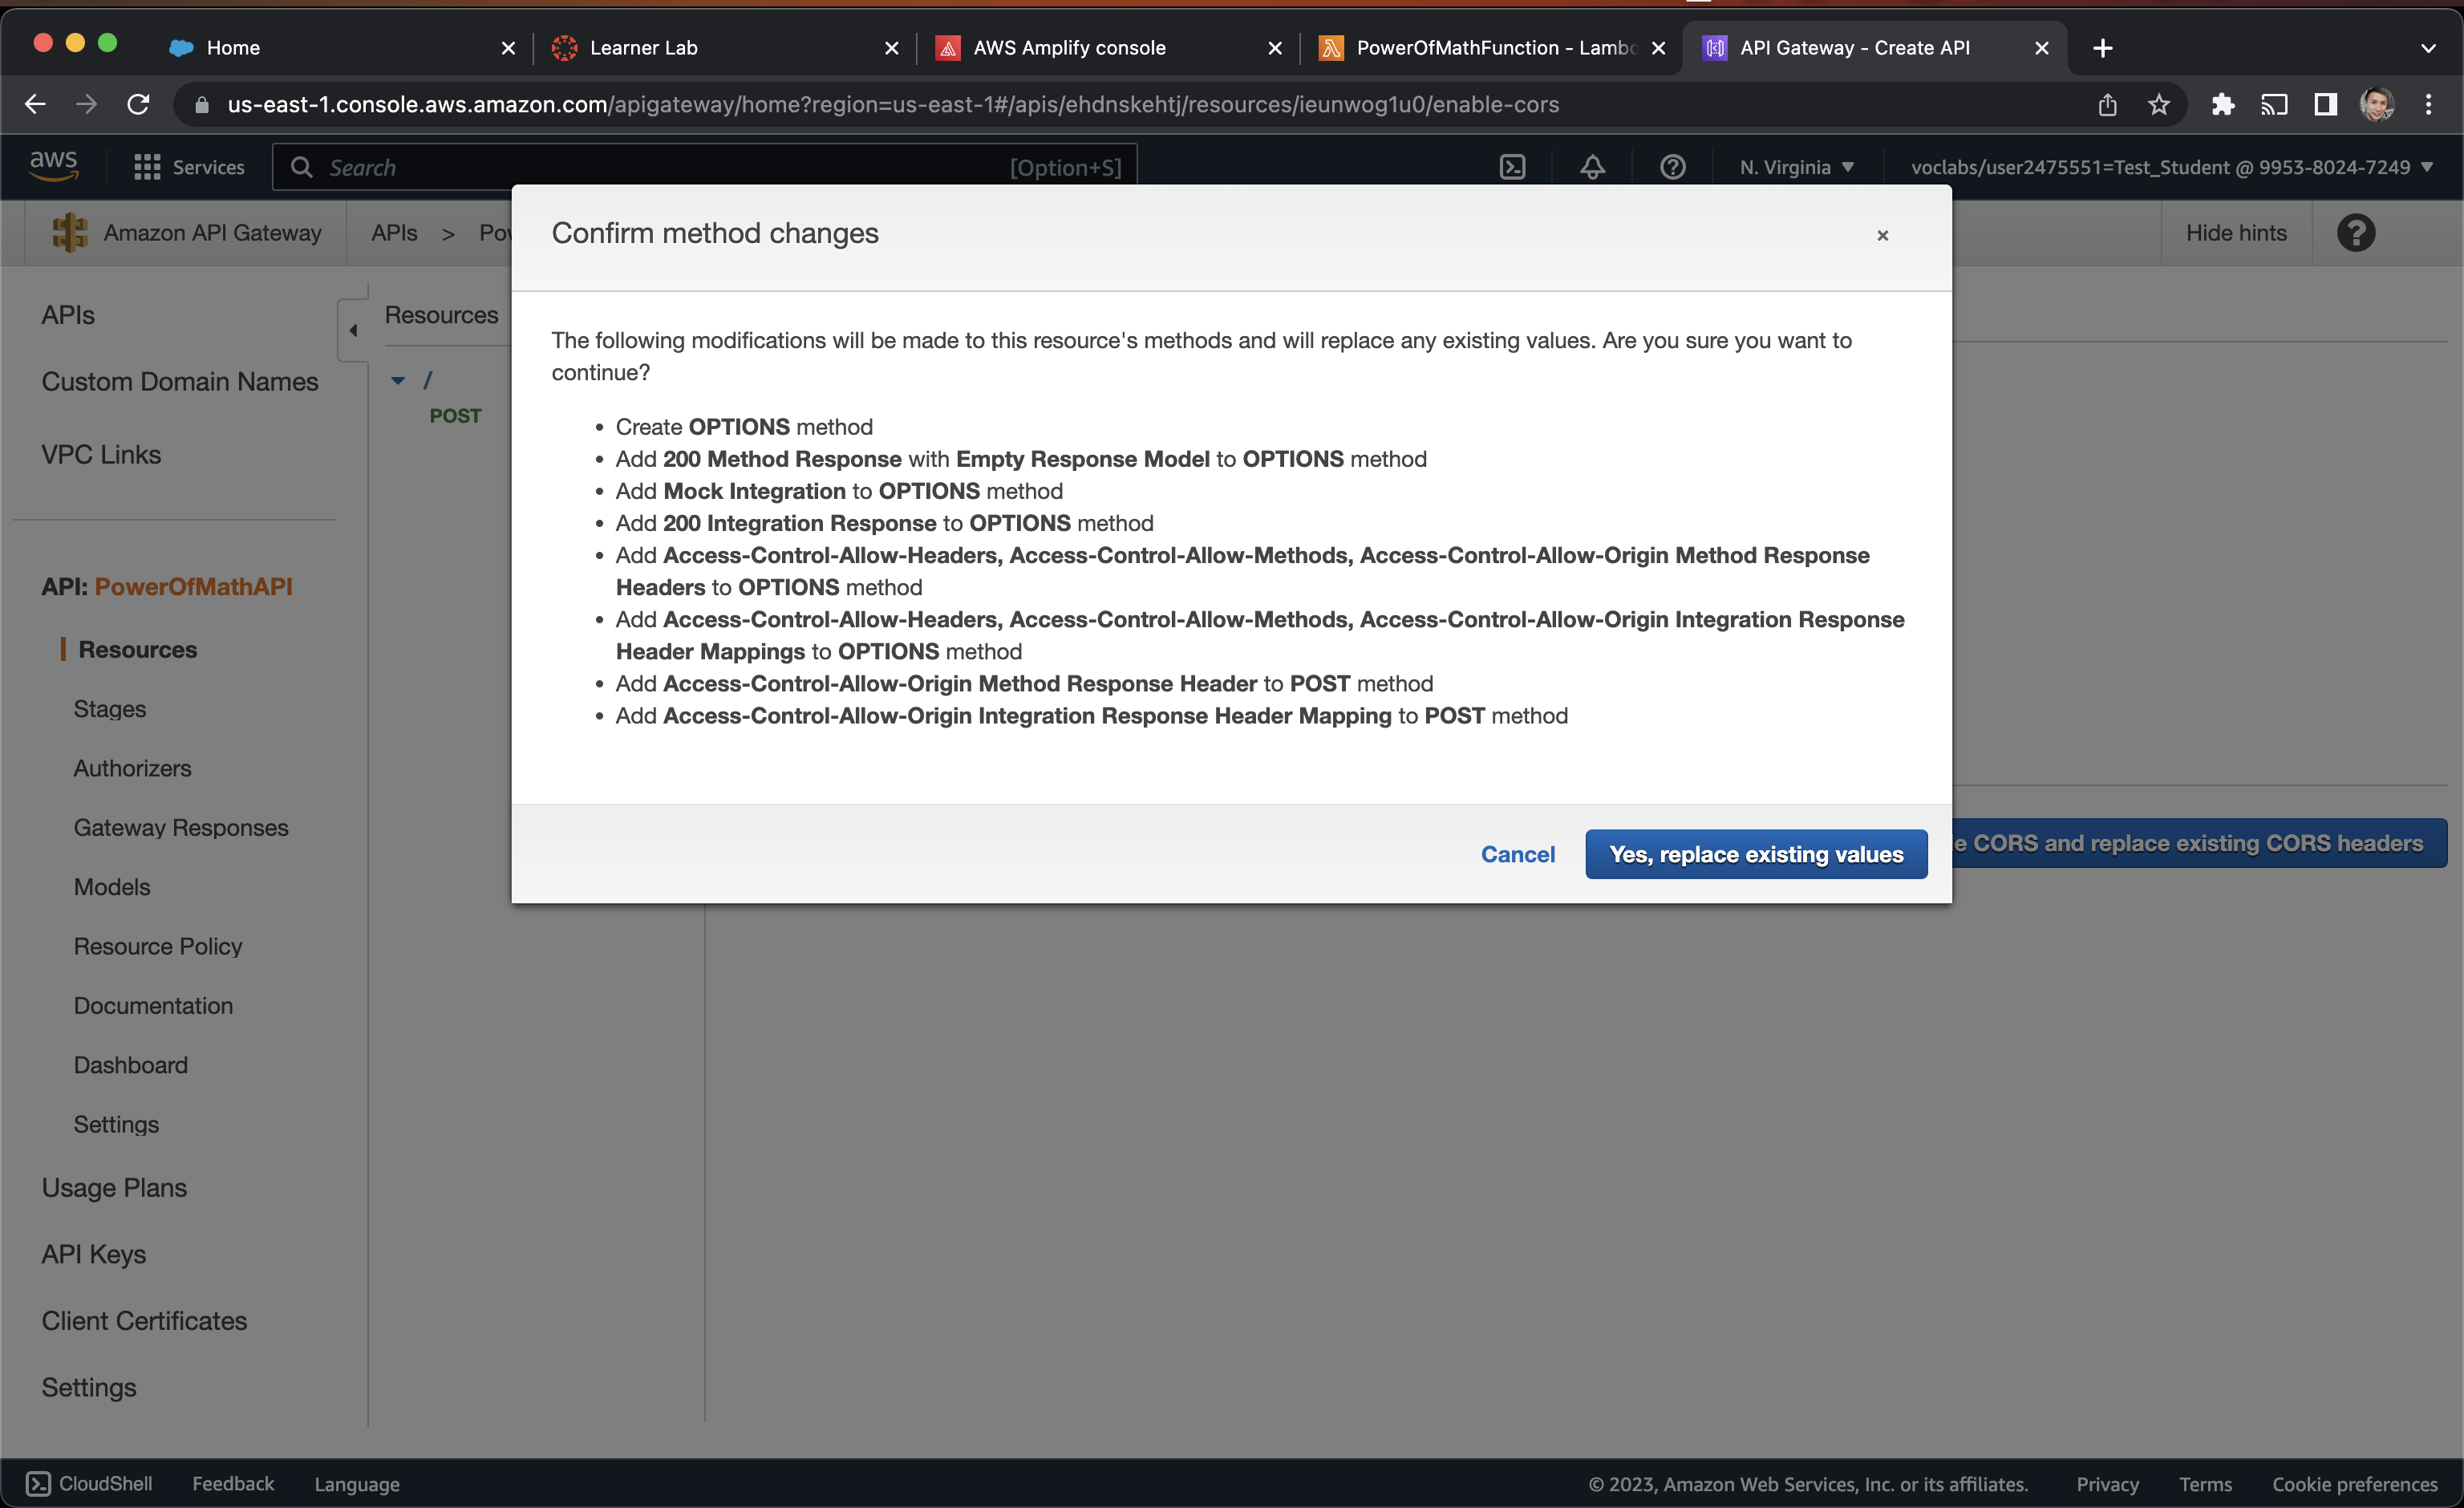 Home
Learner Lab
AWS Amplify console
PowerOfMathFunction - Lambd
API Gateway - Create API
us-east-1.console.aws.amazon.com/apigateway/home?region=us-east-1#/apis/ehdnskehtj/resources/ieunwog1u0/enable-cors
aws
Services
Search
[Option+S]
N. Virginia
voclabs/user2475551=Test_Student @ 9953-8024-7249
Amazon API Gateway
APIs > Pow
Hide hints
APIs
Custom Domain Names
VPC Links
API: PowerOfMathAPI
Resources
Stages
Authorizers
Gateway Responses
Models
Resource Policy
Documentation
Dashboard
Settings
Usage Plans
API Keys
Client Certificates
Settings
Resources
/
POST
Confirm method changes
The following modifications will be made to this resource's methods and will replace any existing values. Are you sure you want to
continue?
• Create OPTIONS method
• Add 200 Method Response with Empty Response Model to OPTIONS method
• Add Mock Integration to OPTIONS method
• Add 200 Integration Response to OPTIONS method
• Add Access-Control-Allow-Headers, Access-Control-Allow-Methods, Access-Control-Allow-Origin Method Response
Headers to OPTIONS method
• Add Access-Control-Allow-Headers, Access-Control-Allow-Methods, Access-Control-Allow-Origin Integration Response
Header Mappings to OPTIONS method
• Add Access-Control-Allow-Origin Method Response Header to POST method
• Add Access-Control-Allow-Origin Integration Response Header Mapping to POST method
Cancel
Yes, replace existing values
e CORS and replace existing CORS headers
CloudShell
Feedback
Language
© 2023, Amazon Web Services, Inc. or its affiliates.
Privacy
Terms
Cookie preferences